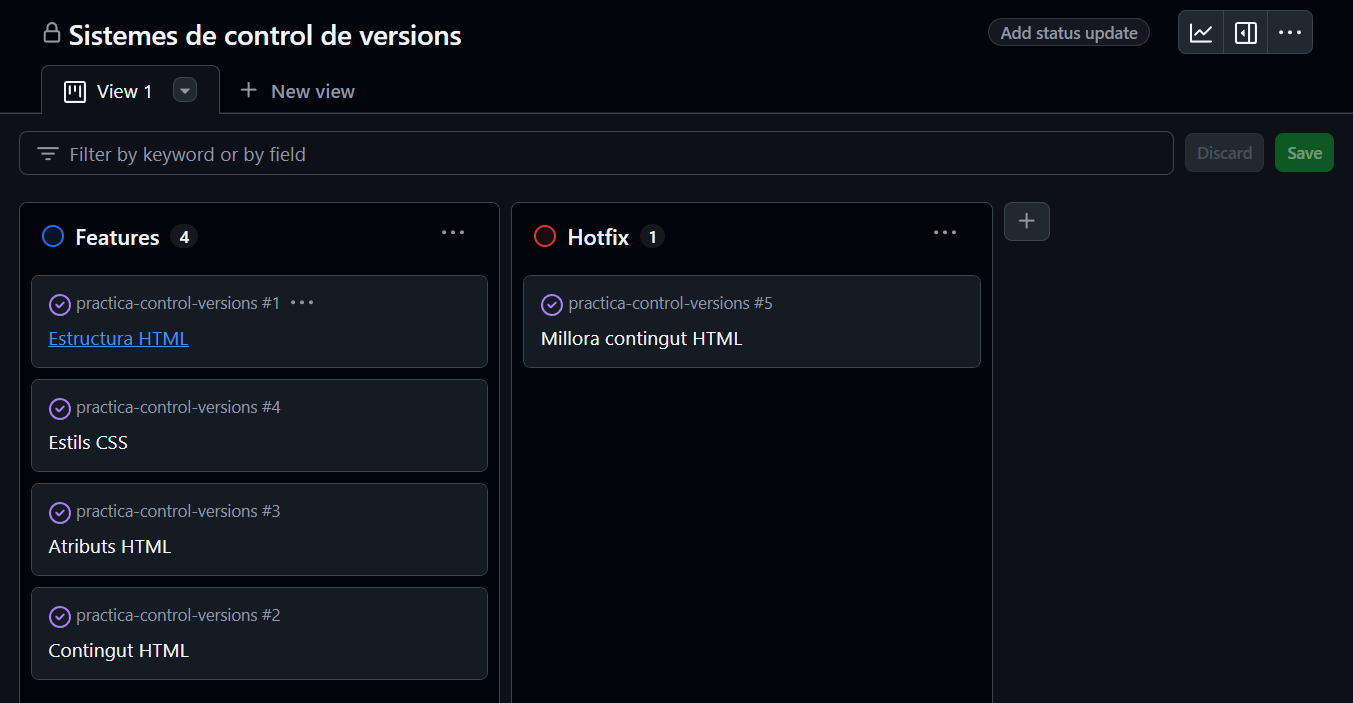 Sistemes de control de versions
Add status update
View 1
New view
Filter by keyword or by field
Discard
Save
Features 4
practica-control-versions #1
Estructura HTML
practica-control-versions #4
Estils CSS
practica-control-versions #3
Atributs HTML
practica-control-versions #2
Contingut HTML
Hotfix 1
practica-control-versions #5
Millora contingut HTML